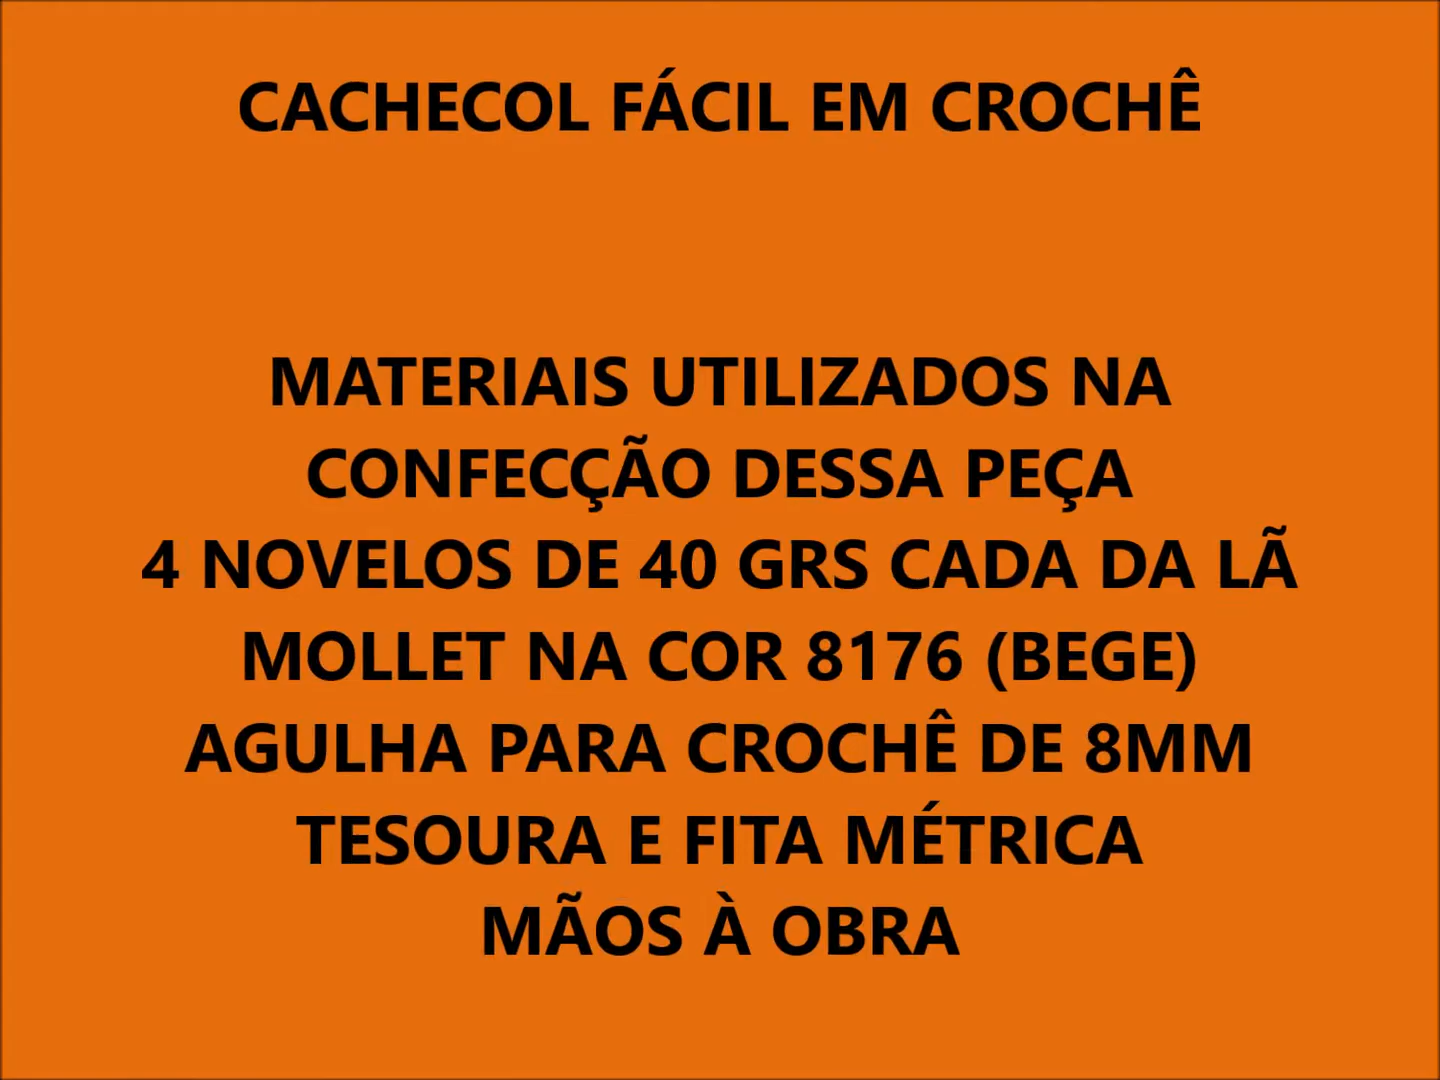 CACHECOL FÁCIL EM CROCHÊ
MATERIAIS UTILIZADOS NA
CONFECÇÃO DESSA PEÇA
4 NOVELOS DE 40 GRS CADA DA LÃ
MOLLET NA COR 8176 (BEGE)
AGULHA PARA CROCHÊ DE 8MM
TESOURA E FITA MÉTRICA
MÃOS À OBRA